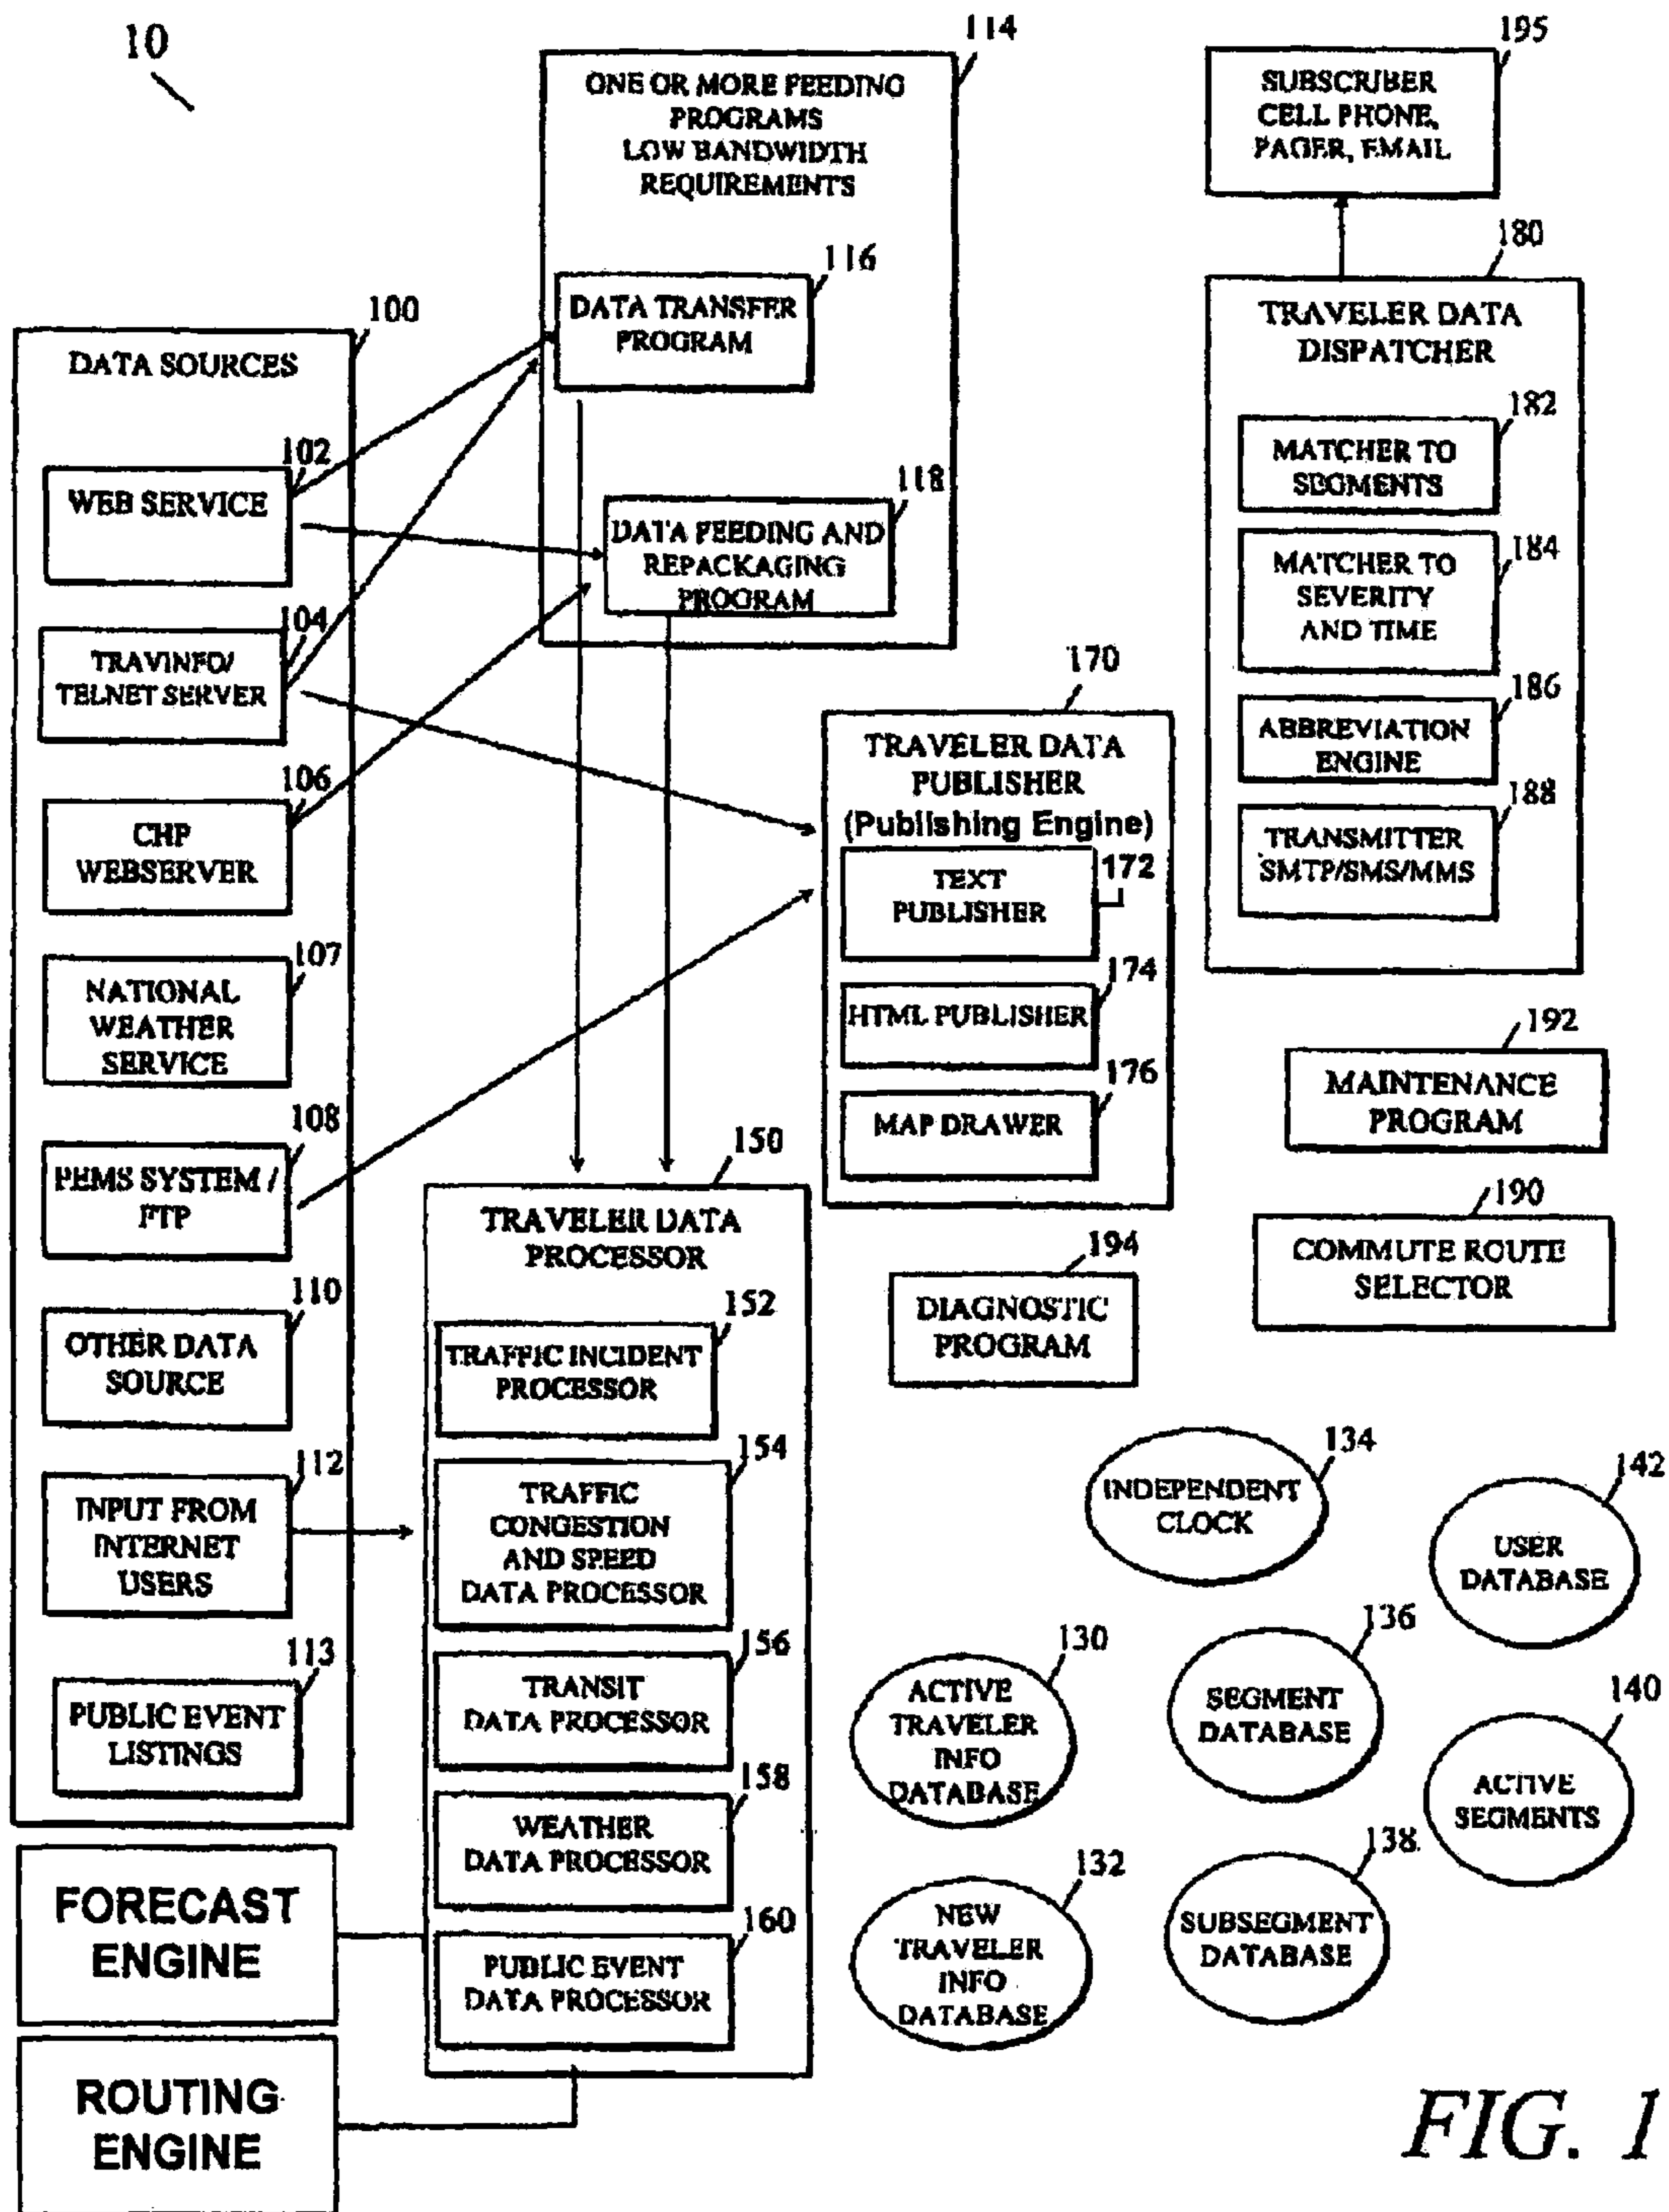 10
114
ONE OR MORE FEEDING
PROGRAMS
LOW BANDWIDTH
REQUIREMENTS
116
DATA TRANSFER
PROGRAM
118
DATA FEEDING AND
REPACKAGING
PROGRAM
195
SUBSCRIBER
CELL PHONE,
PAGER, EMAIL
180
TRAVELER DATA
DISPATCHER
182
MATCHER TO
SEGMENTS
184
MATCHER TO
SEVERITY
AND TIME
186
ABBREVIATION
ENGINE
188
TRANSMITTER
SMTP/SMS/MMS
100
DATA SOURCES
102
WEB SERVICE
104
TRAVINFO/
TELNET SERVER
106
CHP
WEBSERVER
107
NATIONAL
WEATHER
SERVICE
108
PEMS SYSTEM /
FTP
110
OTHER DATA
SOURCE
112
INPUT FROM
INTERNET
USERS
113
PUBLIC EVENT
LISTINGS
170
TRAVELER DATA
PUBLISHER
(Publishing Engine)
TEXT
PUBLISHER
172
174
HTML PUBLISHER
176
MAP DRAWER
192
MAINTENANCE
PROGRAM
190
COMMUTE ROUTE
SELECTOR
194
DIAGNOSTIC
PROGRAM
150
TRAVELER DATA
PROCESSOR
152
TRAFFIC INCIDENT
PROCESSOR
154
TRAFFIC
CONGESTION
AND SPEED
DATA PROCESSOR
156
TRANSIT
DATA PROCESSOR
158
WEATHER
DATA PROCESSOR
160
PUBLIC EVENT
DATA PROCESSOR
134
INDEPENDENT
CLOCK
142
USER
DATABASE
130
ACTIVE
TRAVELER
INFO
DATABASE
136
SEGMENT
DATABASE
140
ACTIVE
SEGMENTS
132
NEW
TRAVELER
INFO
DATABASE
138
SUBSEGMENT
DATABASE
FORECAST
ENGINE
ROUTING
ENGINE
FIG. 1